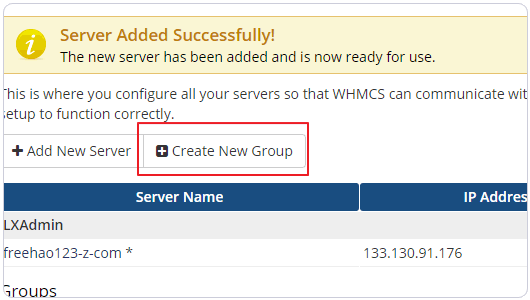 Server Added Successfully!
The new server has been added and is now ready for use.
This is where you configure all your servers so that WHMCS can communicate wit
setup to function correctly.
Add New Server
Create New Group
Server Name
IP Addres
LXAdmin
freehao123-z-com *
133.130.91.176
Groups